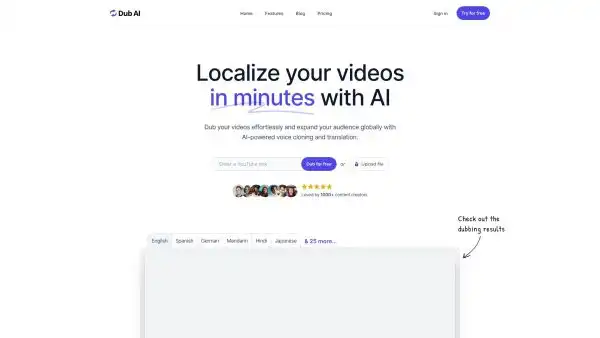 Dub AI
Home Features Blog Pricing
Sign in Try for free
Localize your videos
in minutes with AI
Dub your videos effortlessly and expand your audience globally with
AI-powered voice cloning and translation.
Enter a YouTube link Dub for free or Upload file
Loved by 1000+ content creators
Check out the
dubbing results
English Spanish German Mandarin Hindi Japanese & 25 more...